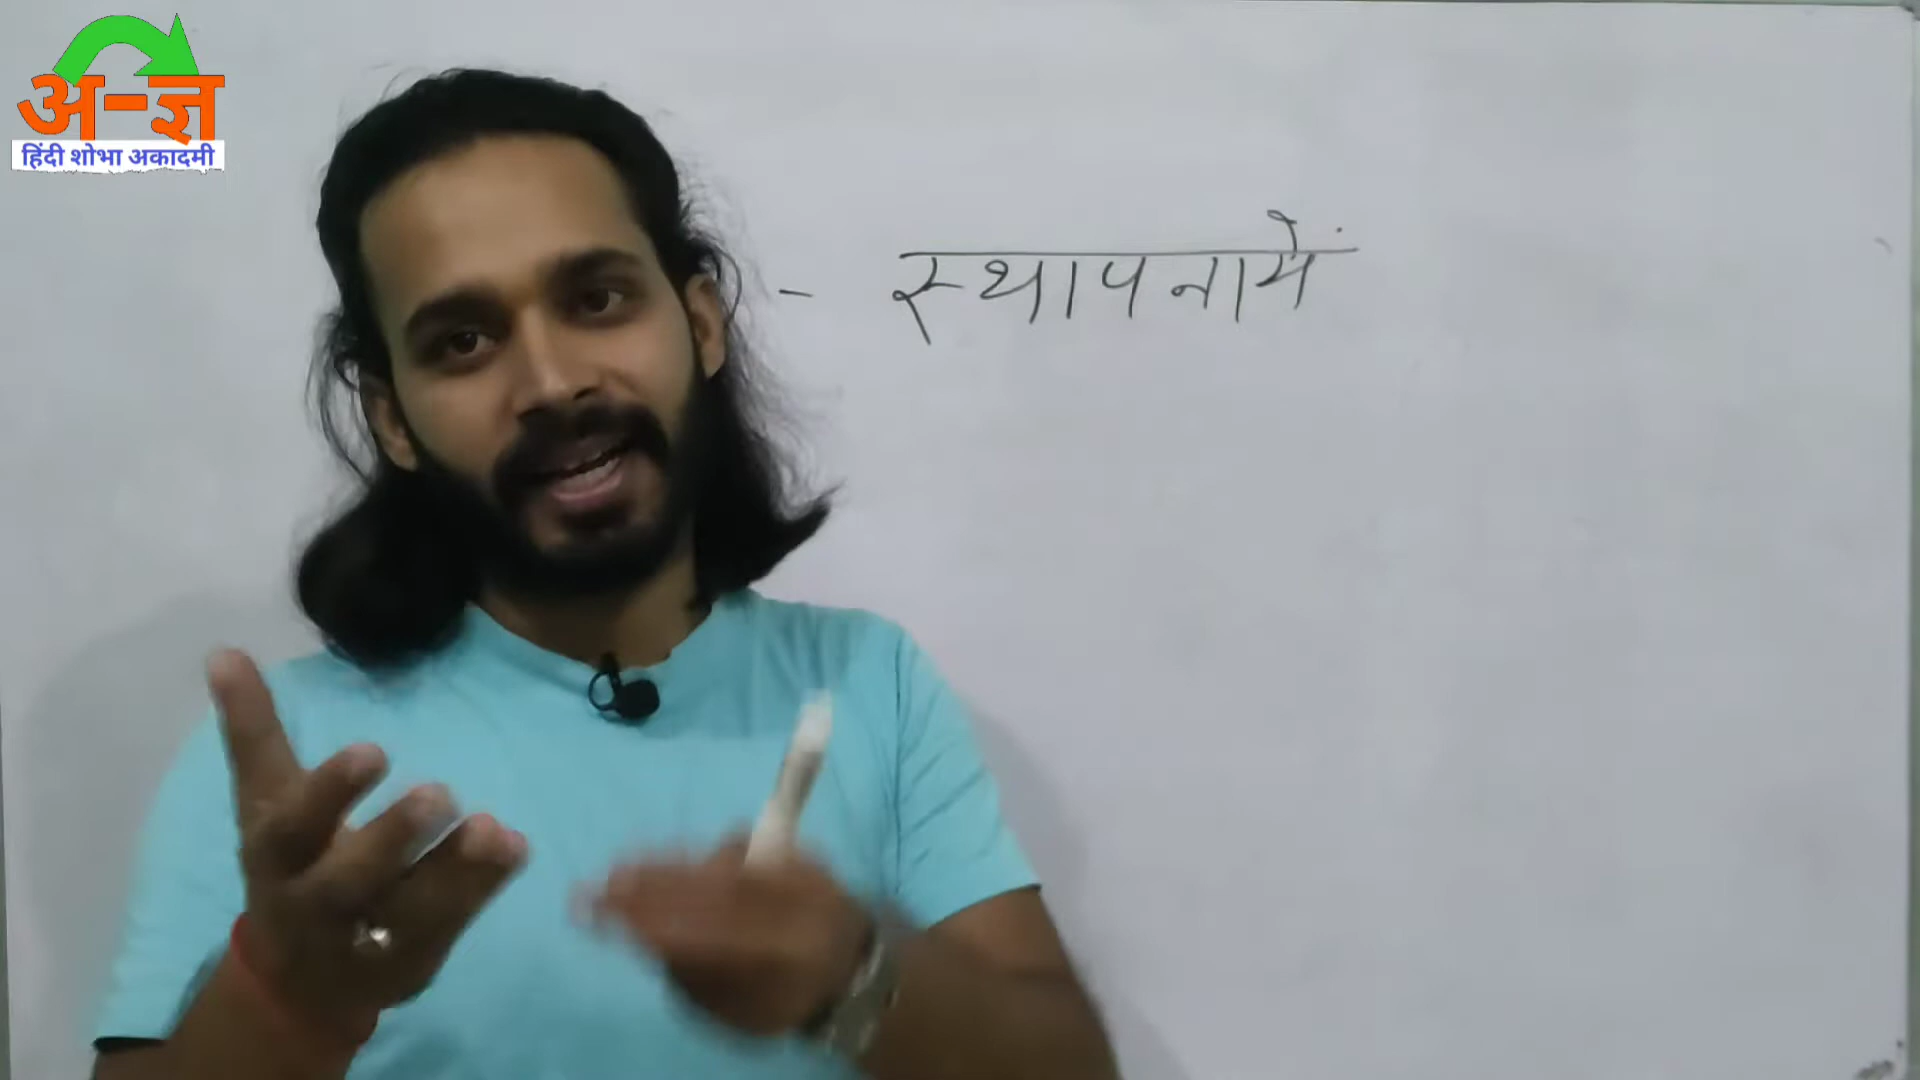 अ-ज्ञ
हिंदी शोभा अकादमी
- स्थापनायें